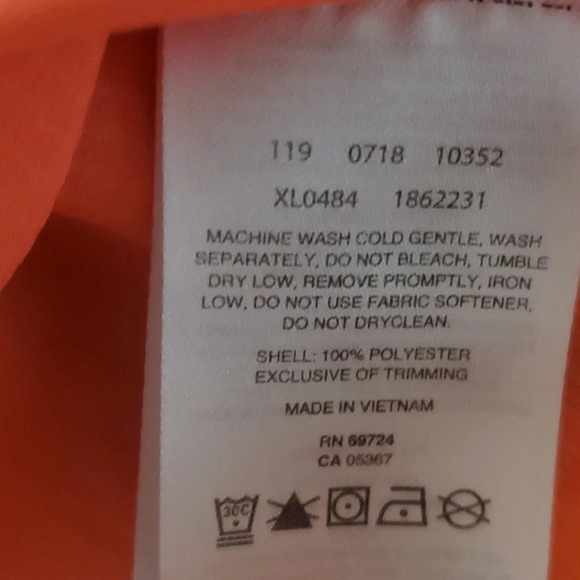 119 0718 10352
XL0484 1862231
MACHINE WASH COLD GENTLE, WASH
SEPARATELY, DO NOT BLEACH, TUMBLE
DRY LOW, REMOVE PROMPTLY, IRON
LOW, DO NOT USE FABRIC SOFTENER,
DO NOT DRYCLEAN.
SHELL: 100% POLYESTER
EXCLUSIVE OF TRIMMING
MADE IN VIETNAM
RN 69724
CA 05367
30C